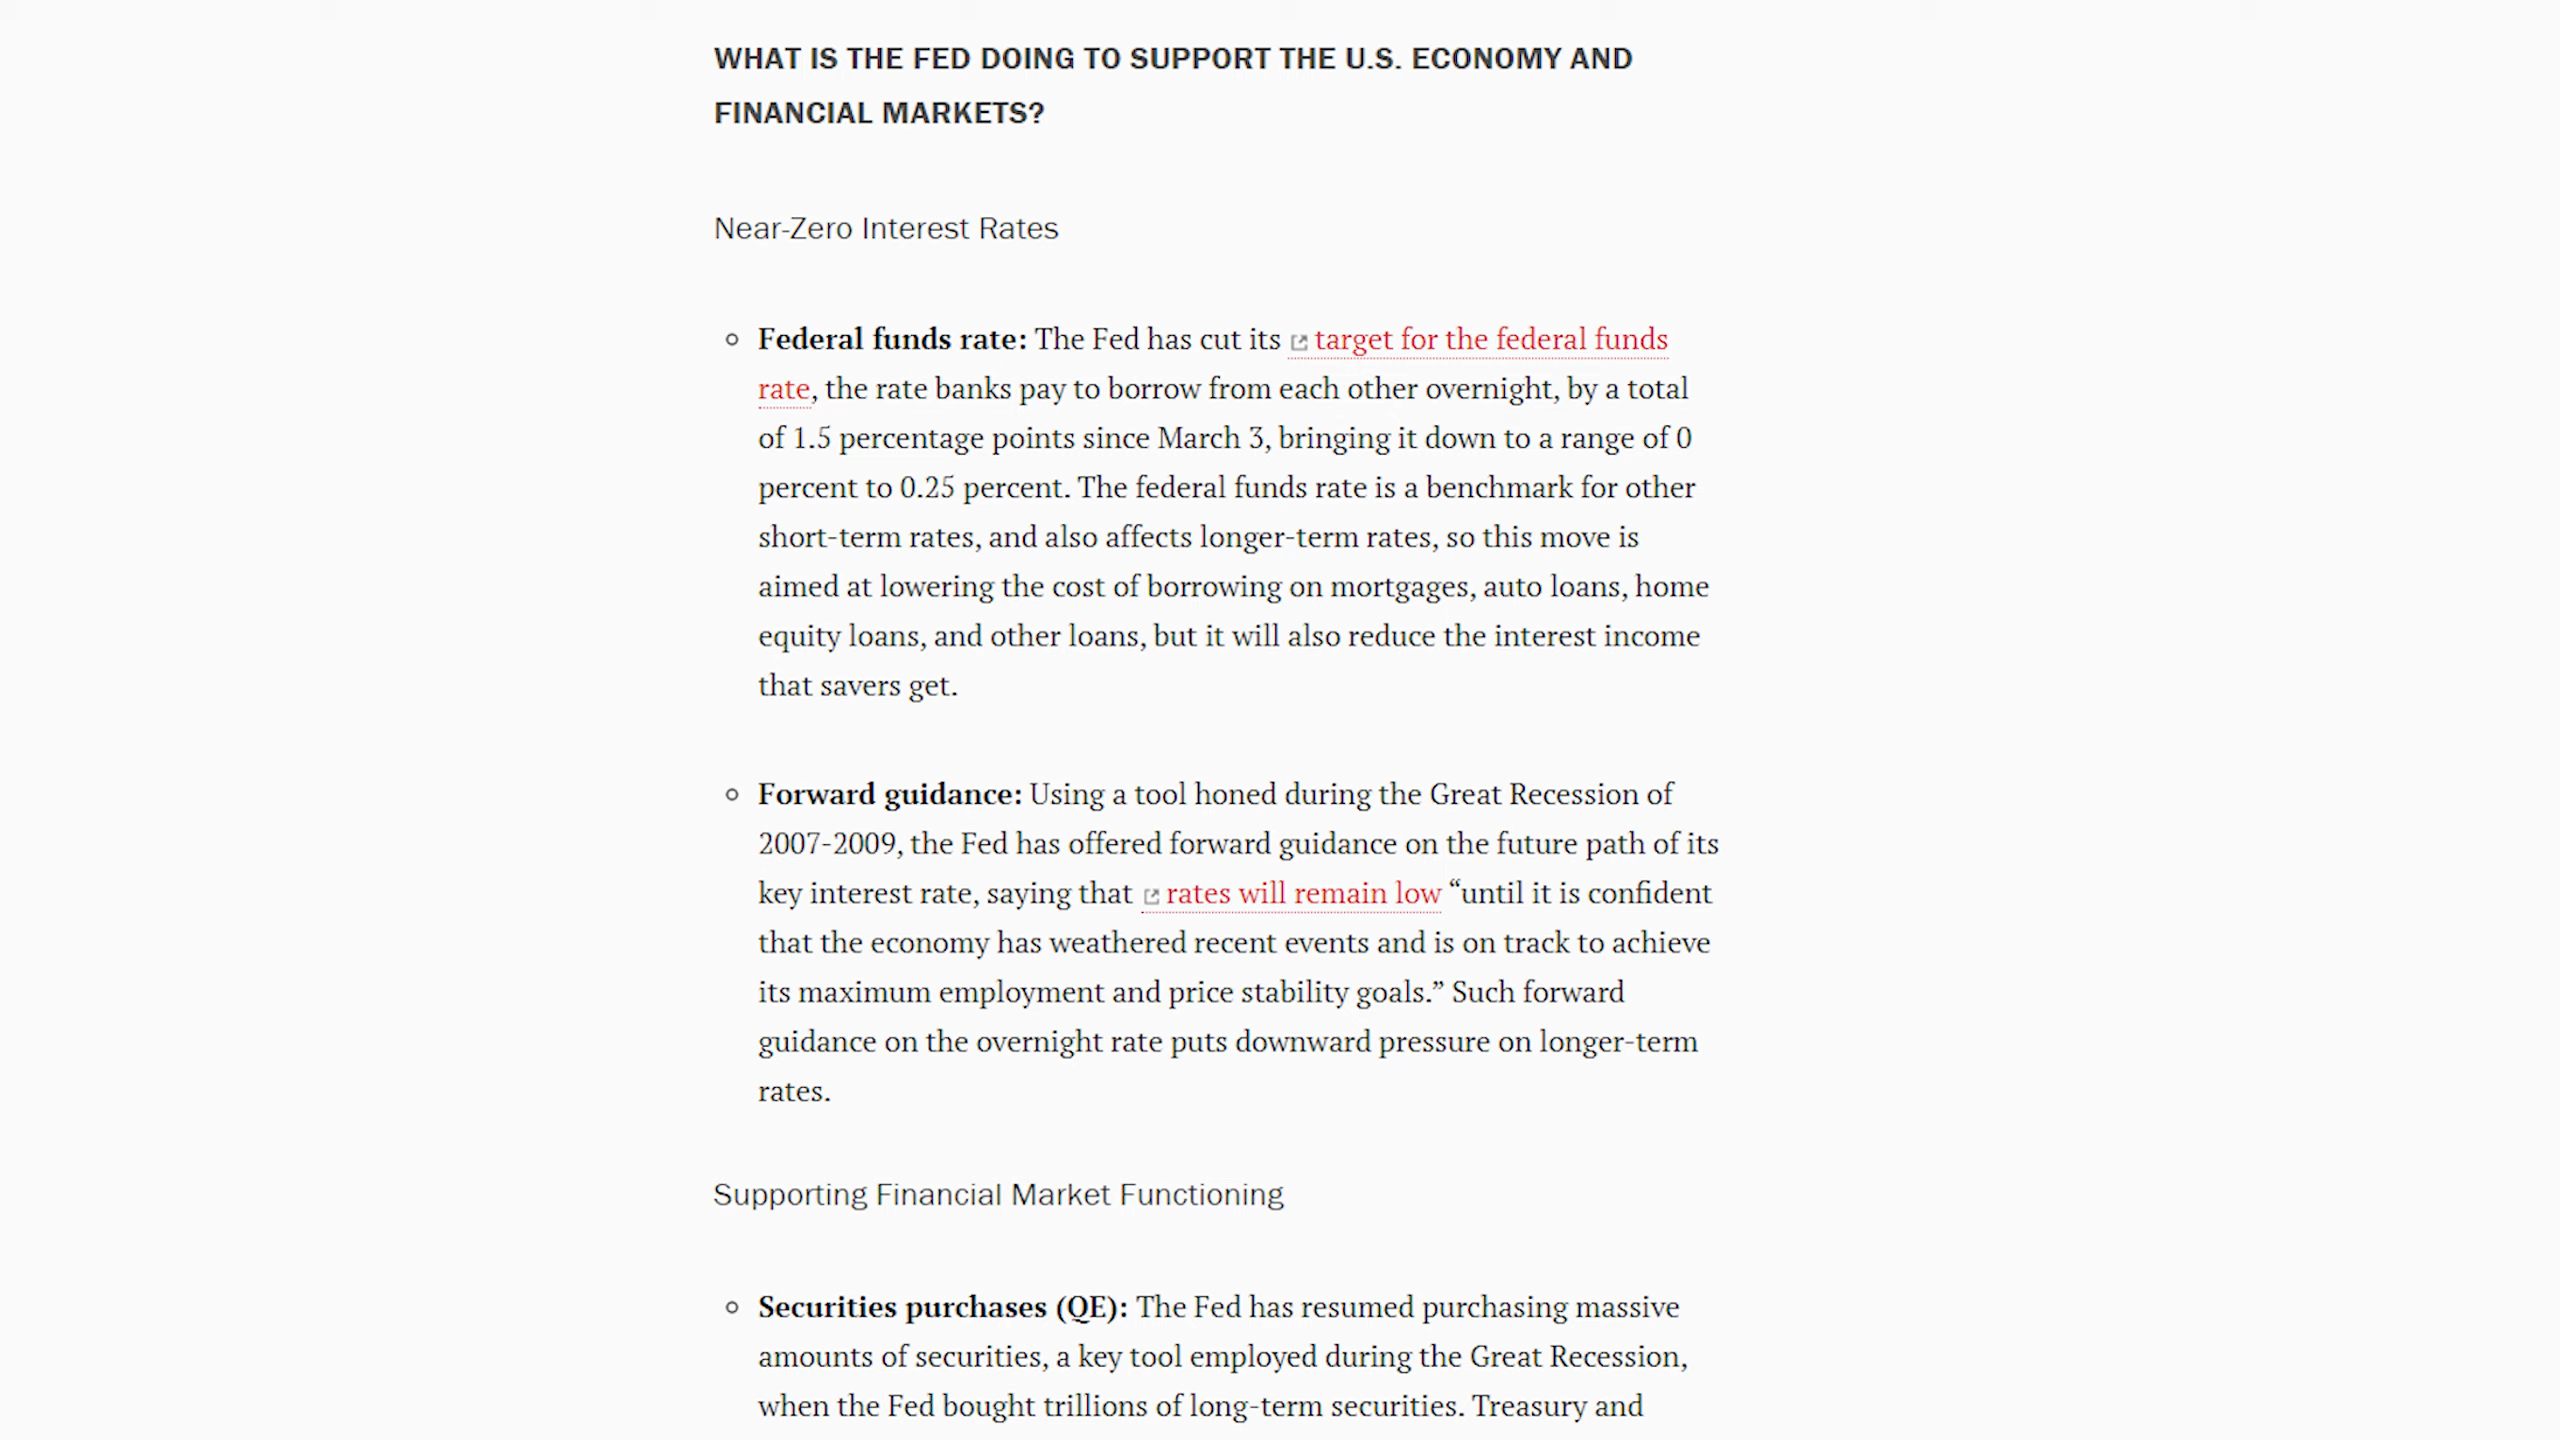 WHAT IS THE FED DOING TO SUPPORT THE U.S. ECONOMY AND
FINANCIAL MARKETS?
Near-Zero Interest Rates
Federal funds rate: The Fed has cut its target for the federal funds
rate, the rate banks pay to borrow from each other overnight, by a total
of 1.5 percentage points since March 3, bringing it down to a range of 0
percent to 0.25 percent. The federal funds rate is a benchmark for other
short-term rates, and also affects longer-term rates, so this move is
aimed at lowering the cost of borrowing on mortgages, auto loans, home
equity loans, and other loans, but it will also reduce the interest income
that savers get.
Forward guidance: Using a tool honed during the Great Recession of
2007-2009, the Fed has offered forward guidance on the future path of its
key interest rate, saying that rates will remain low “until it is confident
that the economy has weathered recent events and is on track to achieve
its maximum employment and price stability goals.” Such forward
guidance on the overnight rate puts downward pressure on longer-term
rates.
Supporting Financial Market Functioning
Securities purchases (QE): The Fed has resumed purchasing massive
amounts of securities, a key tool employed during the Great Recession,
when the Fed bought trillions of long-term securities. Treasury and